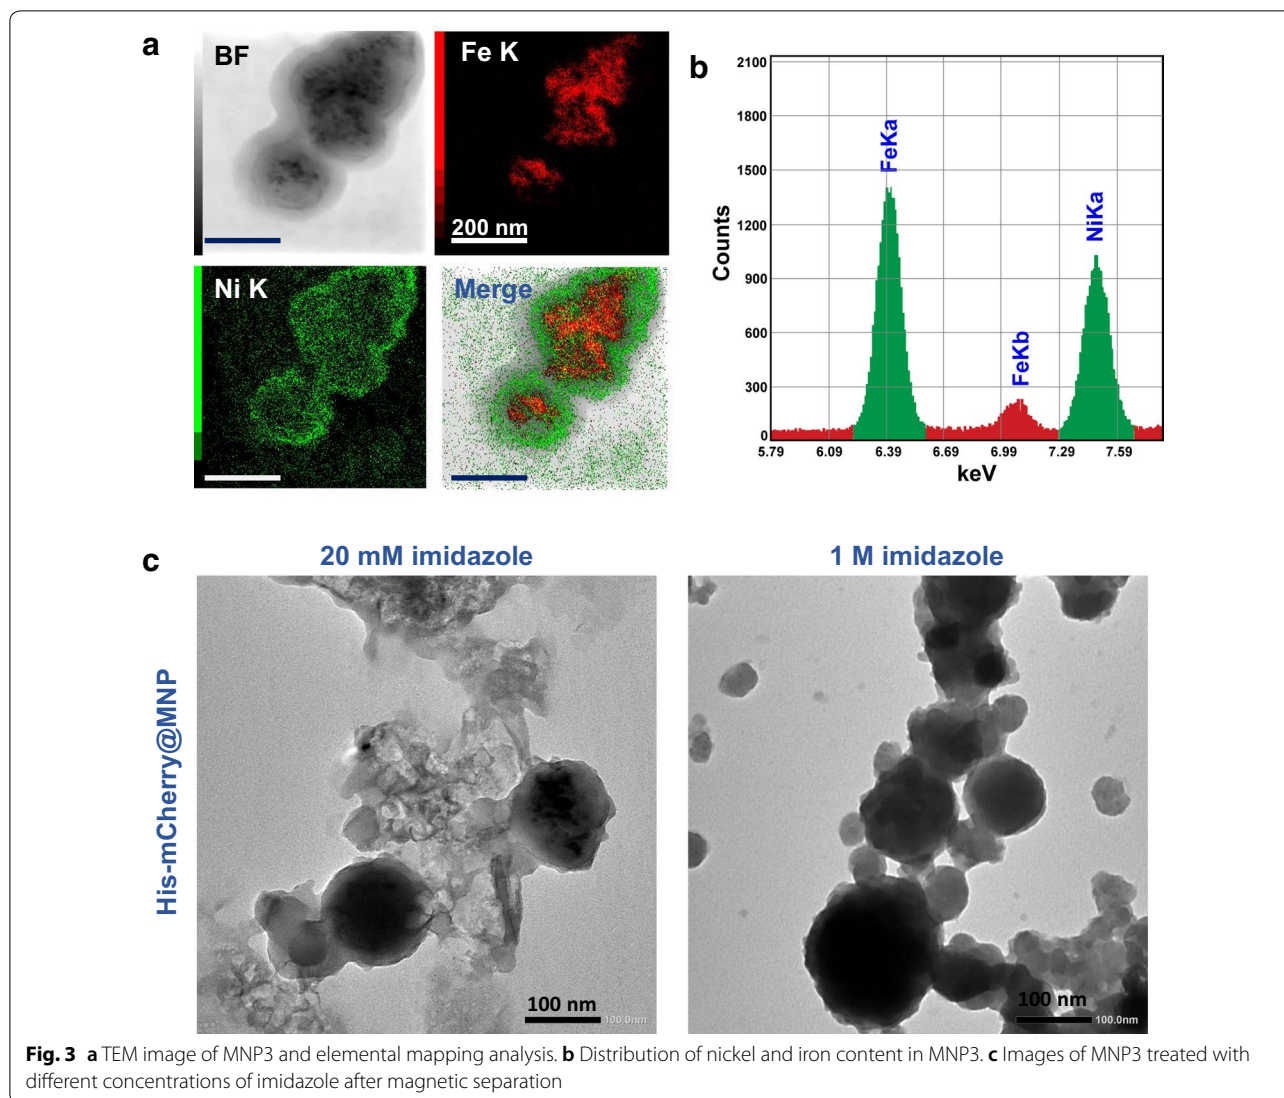 a
BF
Fe K
200 nm
Ni K
Merge
b
2100
1800
1500
1200
900
600
300
0
Counts
FeKa
FeKb
NiKa
5.79 6.09 6.39 6.69 6.99 7.29 7.59
keV
c
20 mM imidazole
1 M imidazole
His-mCherry@MNP
100 nm
100.0nm
100 nm
100.0nm
Fig. 3 a TEM image of MNP3 and elemental mapping analysis. b Distribution of nickel and iron content in MNP3. c Images of MNP3 treated with
different concentrations of imidazole after magnetic separation